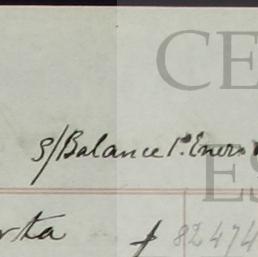 CE
S/Balance 1º. Enero
ES
rta f 82474